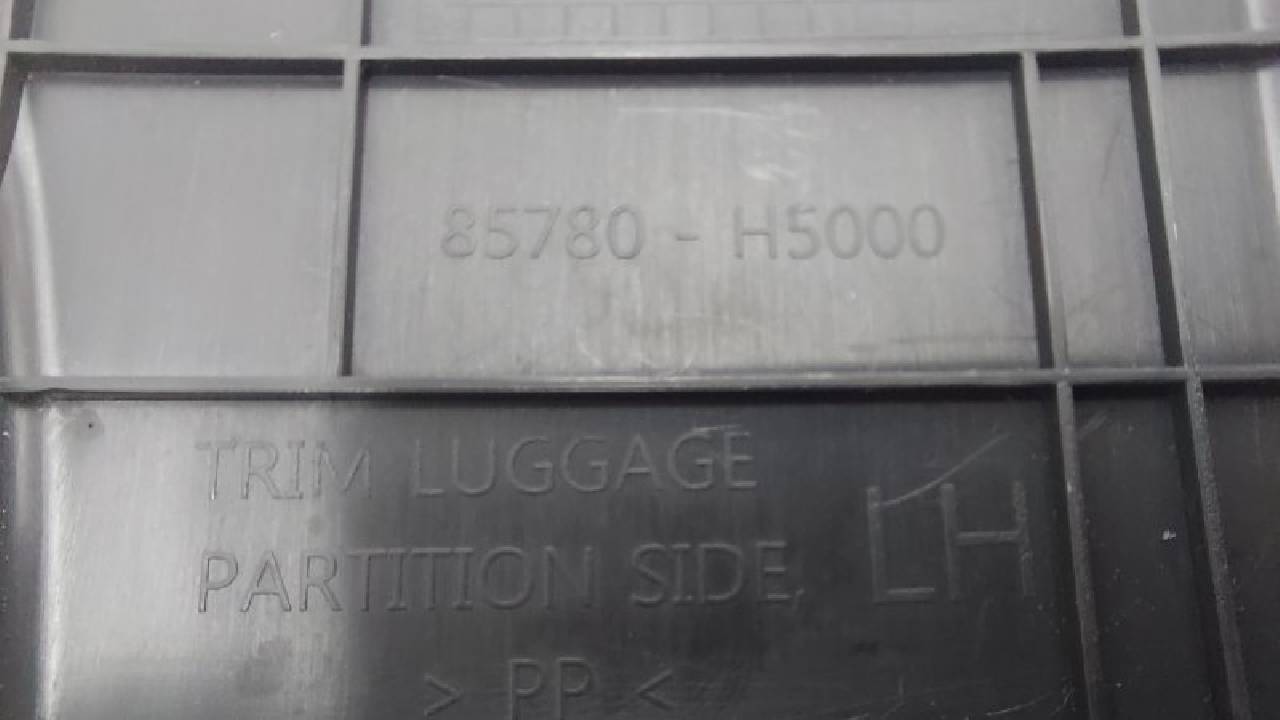 85780 - H5000
TRIM LUGGAGE
PARTITION SIDE, LH
> PP <